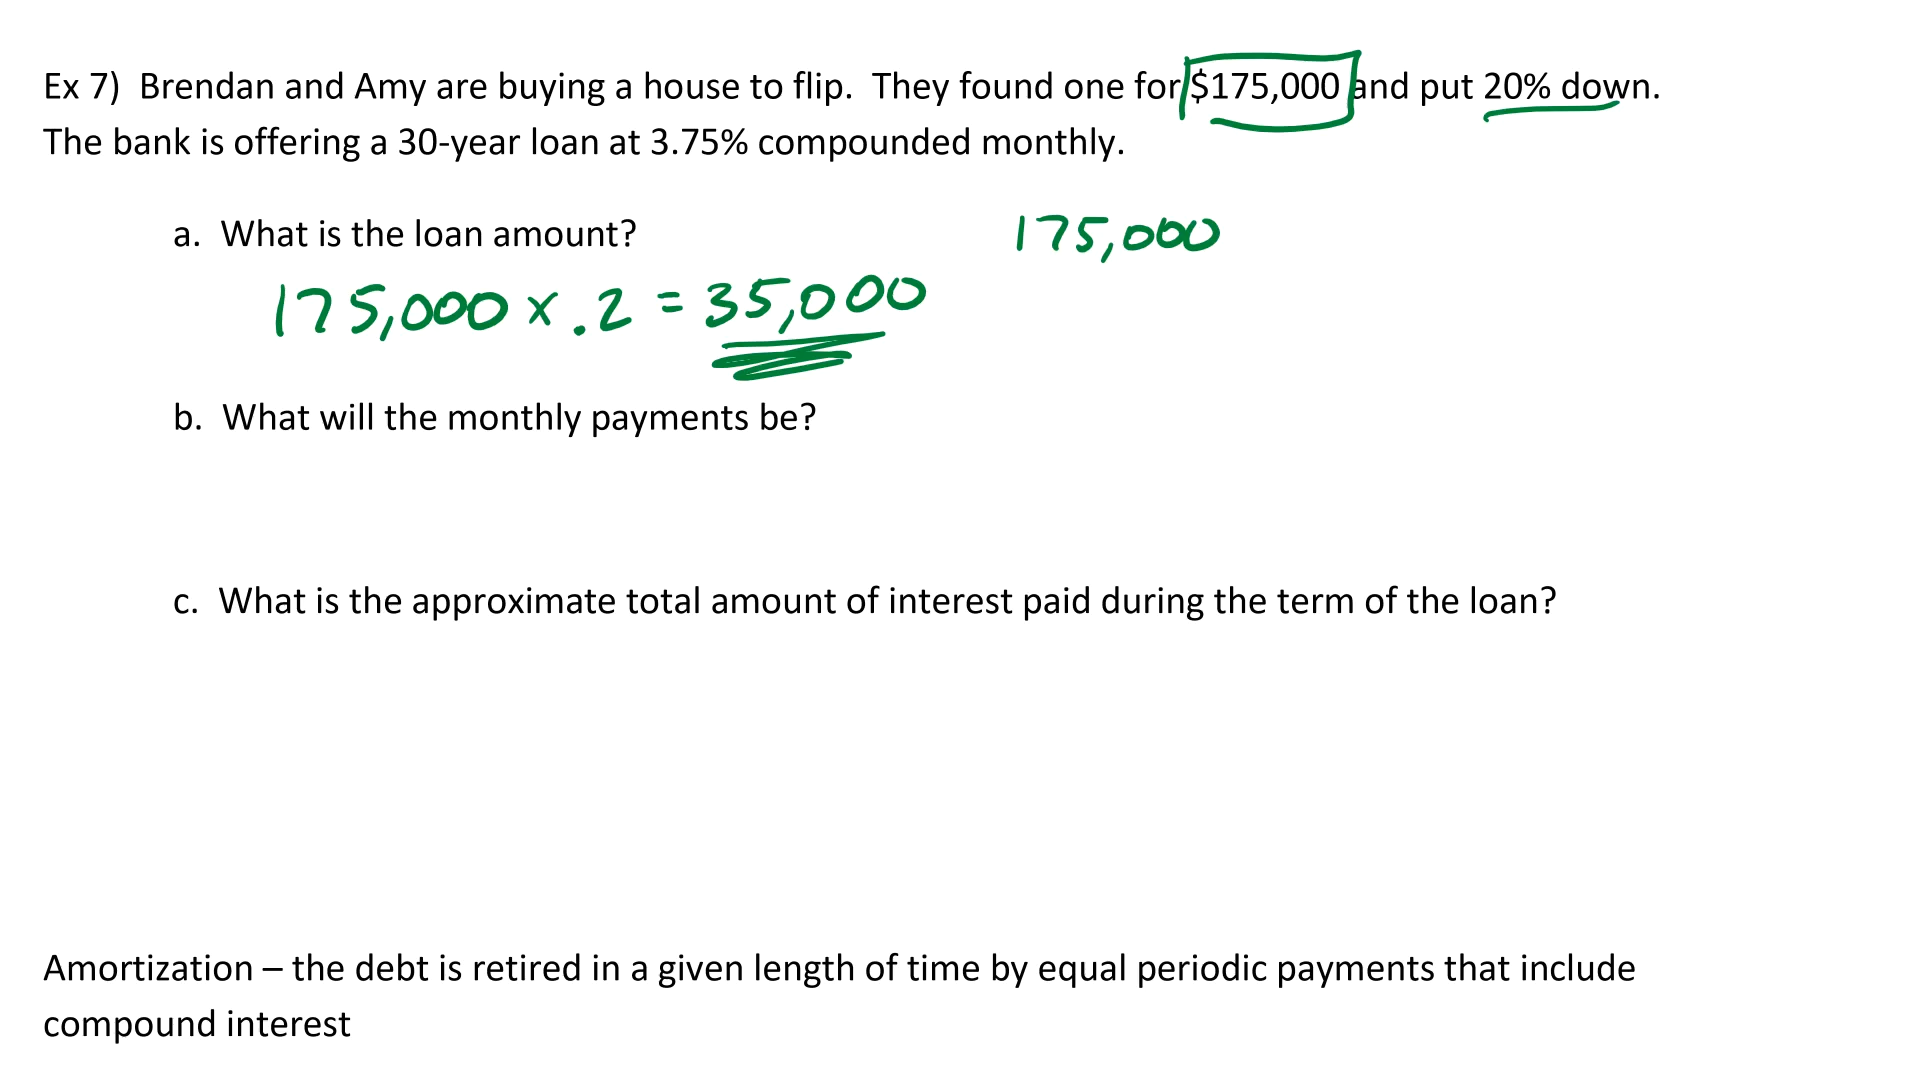 Ex 7)  Brendan and Amy are buying a house to flip.  They found one for $175,000 and put 20% down.
The bank is offering a 30-year loan at 3.75% compounded monthly.
a.  What is the loan amount?
175,000
175,000 x .2 = 35,000
b.  What will the monthly payments be?
c.  What is the approximate total amount of interest paid during the term of the loan?
Amortization – the debt is retired in a given length of time by equal periodic payments that include
compound interest